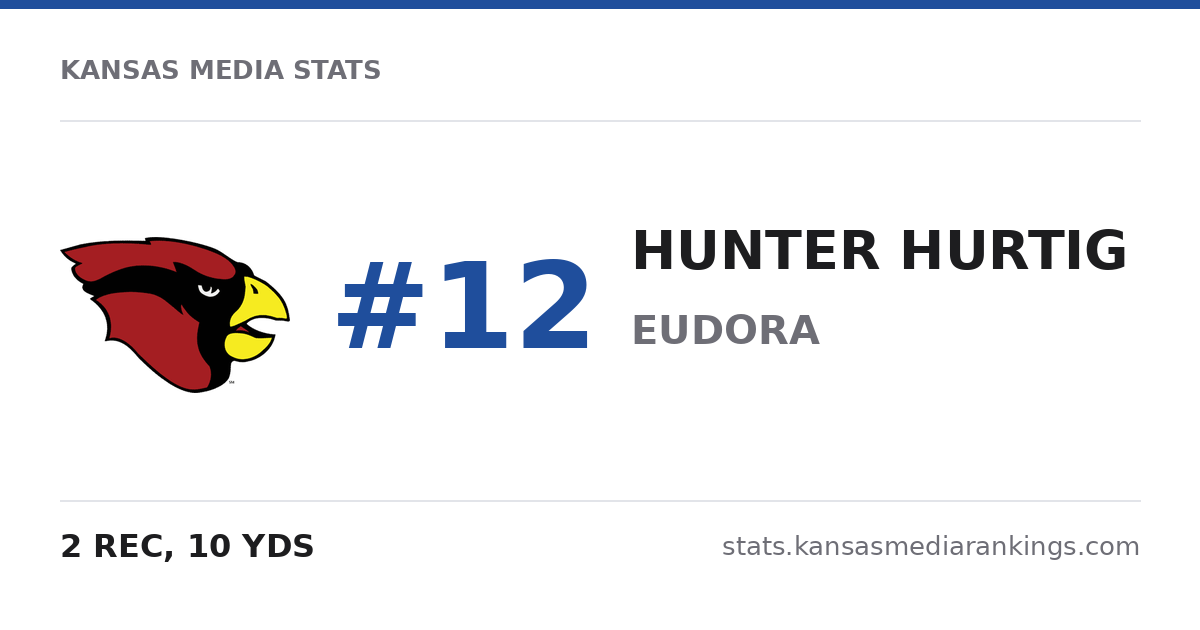 KANSAS MEDIA STATS
#12
HUNTER HURTIG
EUDORA
2 REC, 10 YDS
stats.kansasmediarankings.com